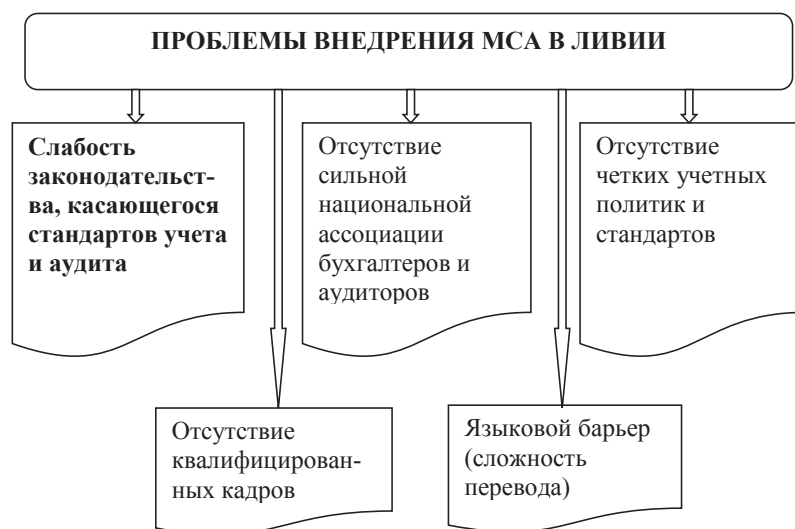 ПРОБЛЕМЫ ВНЕДРЕНИЯ МСА В ЛИВИИ
Слабость
законодательст-
ва, касающегося
стандартов учета
и аудита
Отсутствие
сильной
национальной
ассоциации
бухгалтеров и
аудиторов
Отсутствие
четких учетных
политик и
стандартов
Отсутствие
квалифицирован-
ных кадров
Языковой барьер
(сложность
перевода)